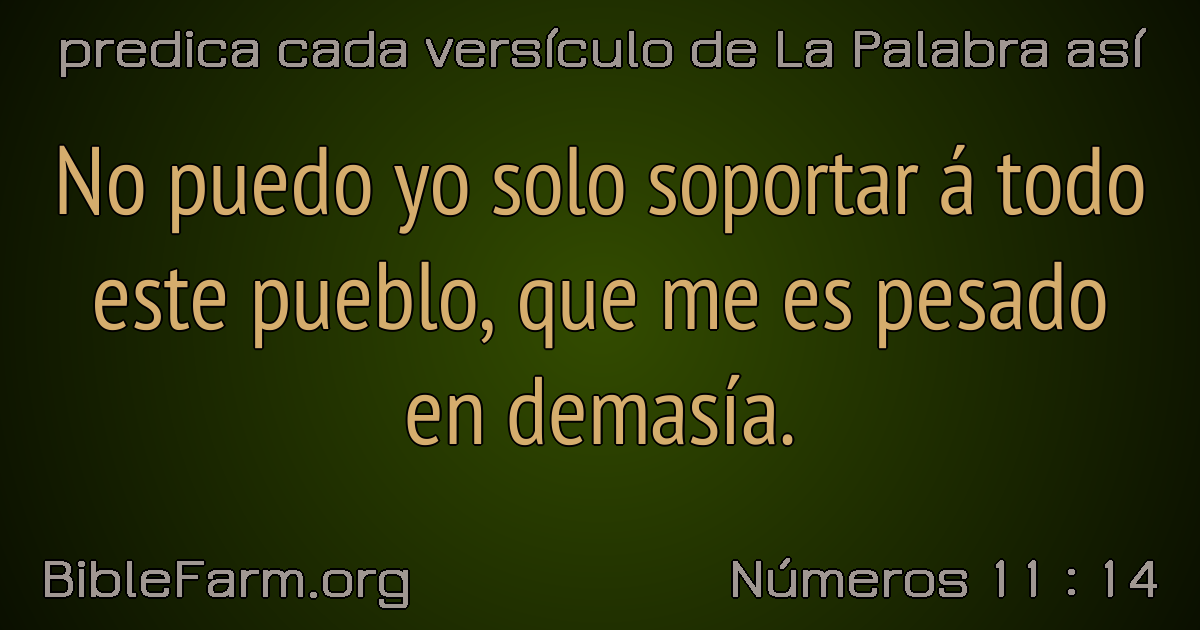 predica cada versículo de La Palabra así
No puedo yo solo soportar á todo
este pueblo, que me es pesado
en demasía.
BibleFarm.org
Números 11 : 14